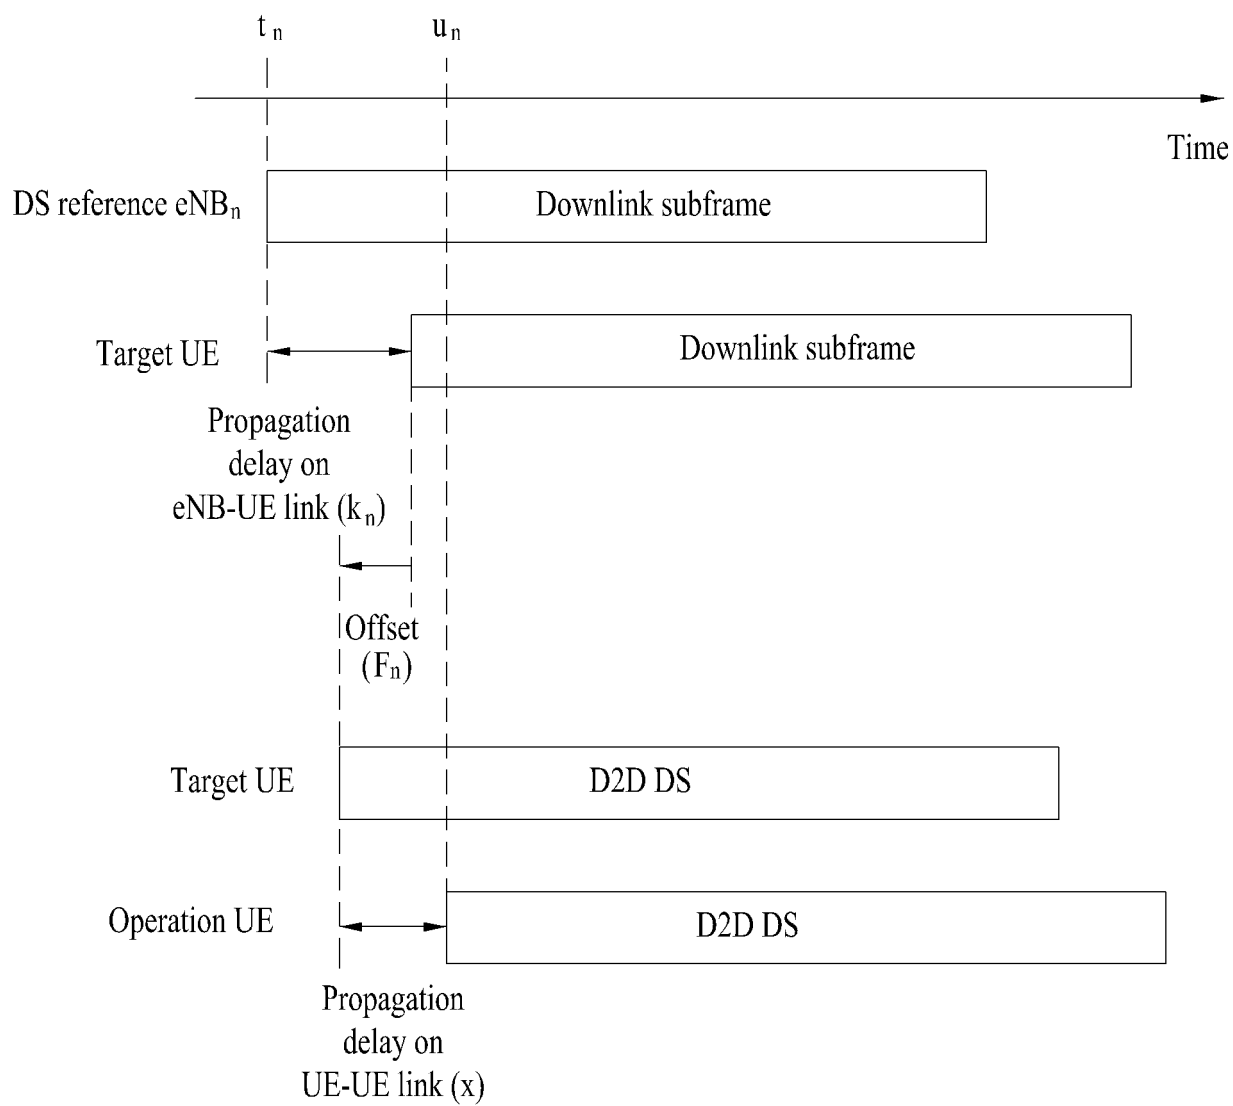 t n
u n
Time
DS reference eNBn
Downlink subframe
Target UE
Downlink subframe
Propagation
delay on
eNB-UE link (k n)
Offset
(Fn)
Target UE
D2D DS
Operation UE
D2D DS
Propagation
delay on
UE-UE link (x)